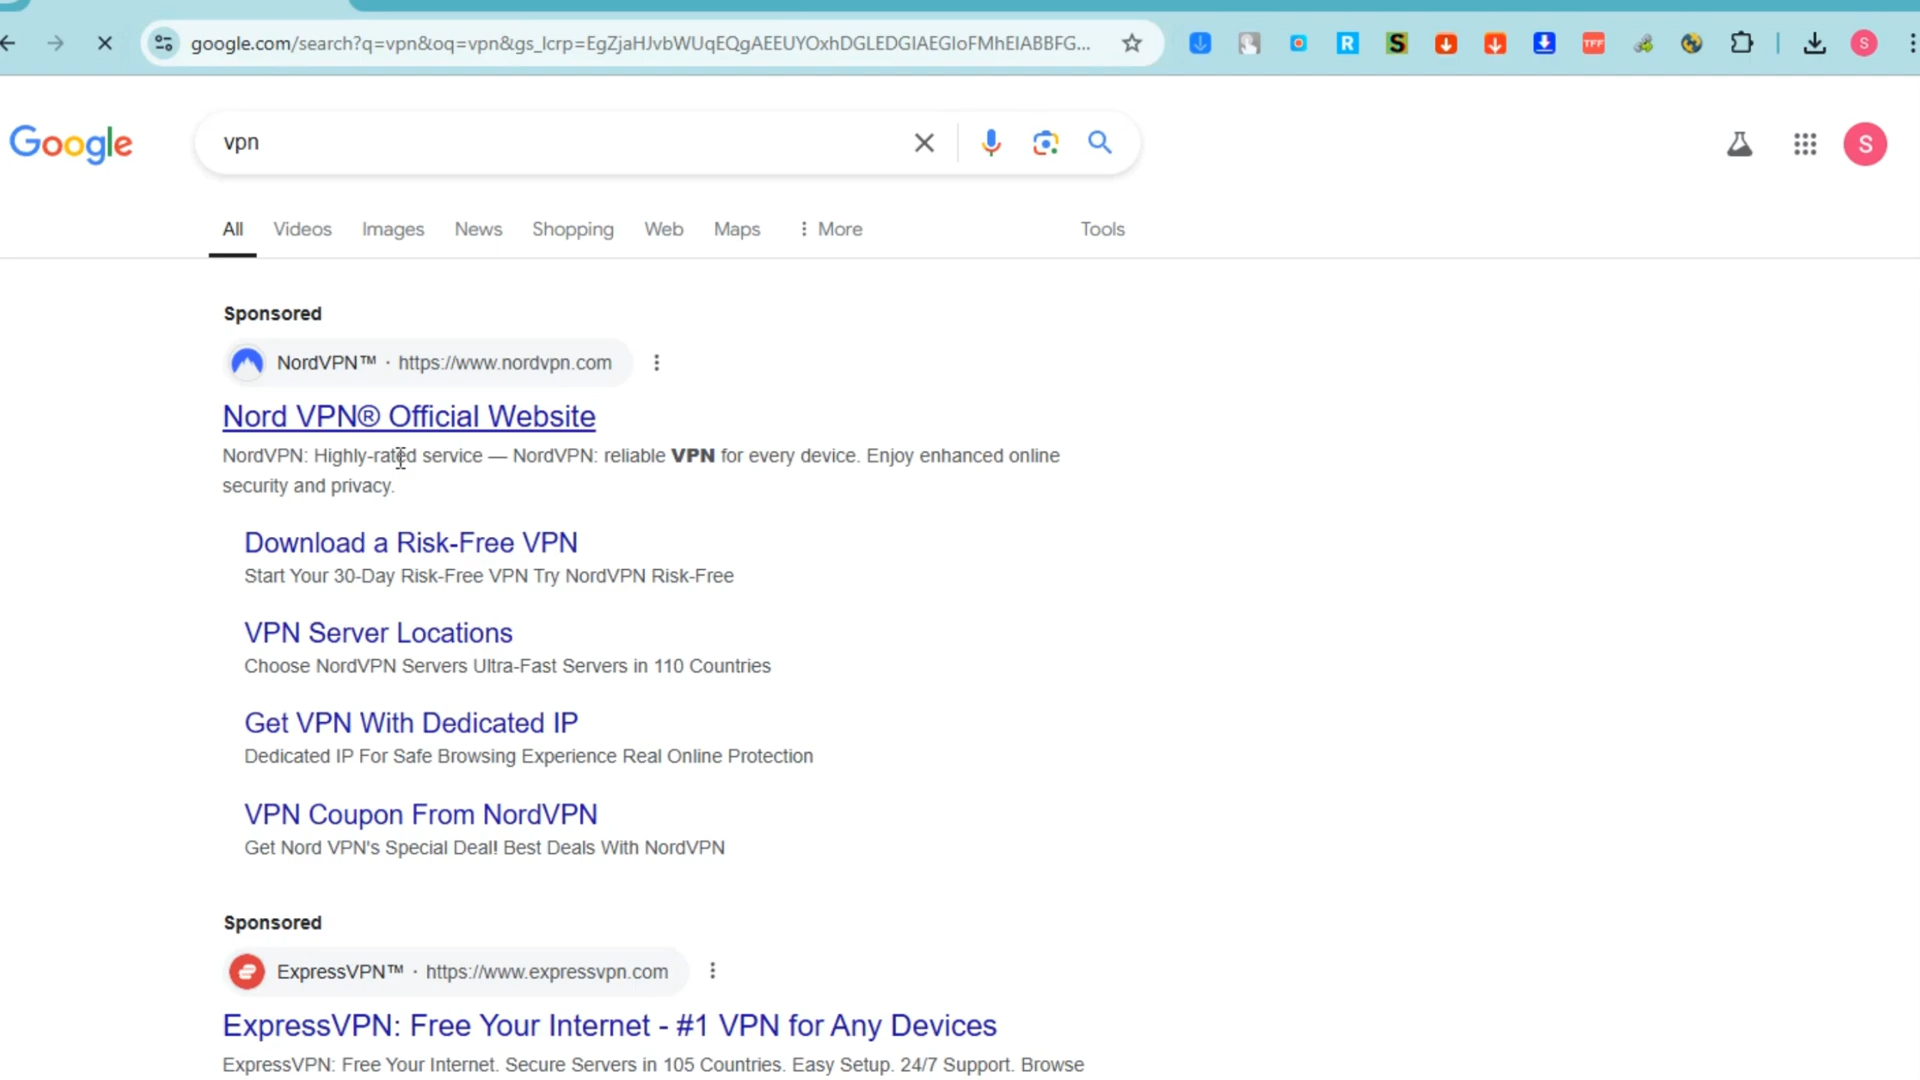 google.com/search?q=vpn&oq=vpn&gs_lcrp=EgZjaHJvbWUqEQgAEEUYOxhDGLEDGIAEGIoFMhEIABBFG...
R
S
TFF
S
Google
vpn
S
All Videos Images News Shopping Web Maps More Tools
Sponsored
NordVPN™ · https://www.nordvpn.com
Nord VPN® Official Website
NordVPN: Highly-rated service — NordVPN: reliable VPN for every device. Enjoy enhanced online
security and privacy.
Download a Risk-Free VPN
Start Your 30-Day Risk-Free VPN Try NordVPN Risk-Free
VPN Server Locations
Choose NordVPN Servers Ultra-Fast Servers in 110 Countries
Get VPN With Dedicated IP
Dedicated IP For Safe Browsing Experience Real Online Protection
VPN Coupon From NordVPN
Get Nord VPN's Special Deal! Best Deals With NordVPN
Sponsored
ExpressVPN™ · https://www.expressvpn.com
ExpressVPN: Free Your Internet - #1 VPN for Any Devices
ExpressVPN: Free Your Internet. Secure Servers in 105 Countries. Easy Setup. 24/7 Support. Browse